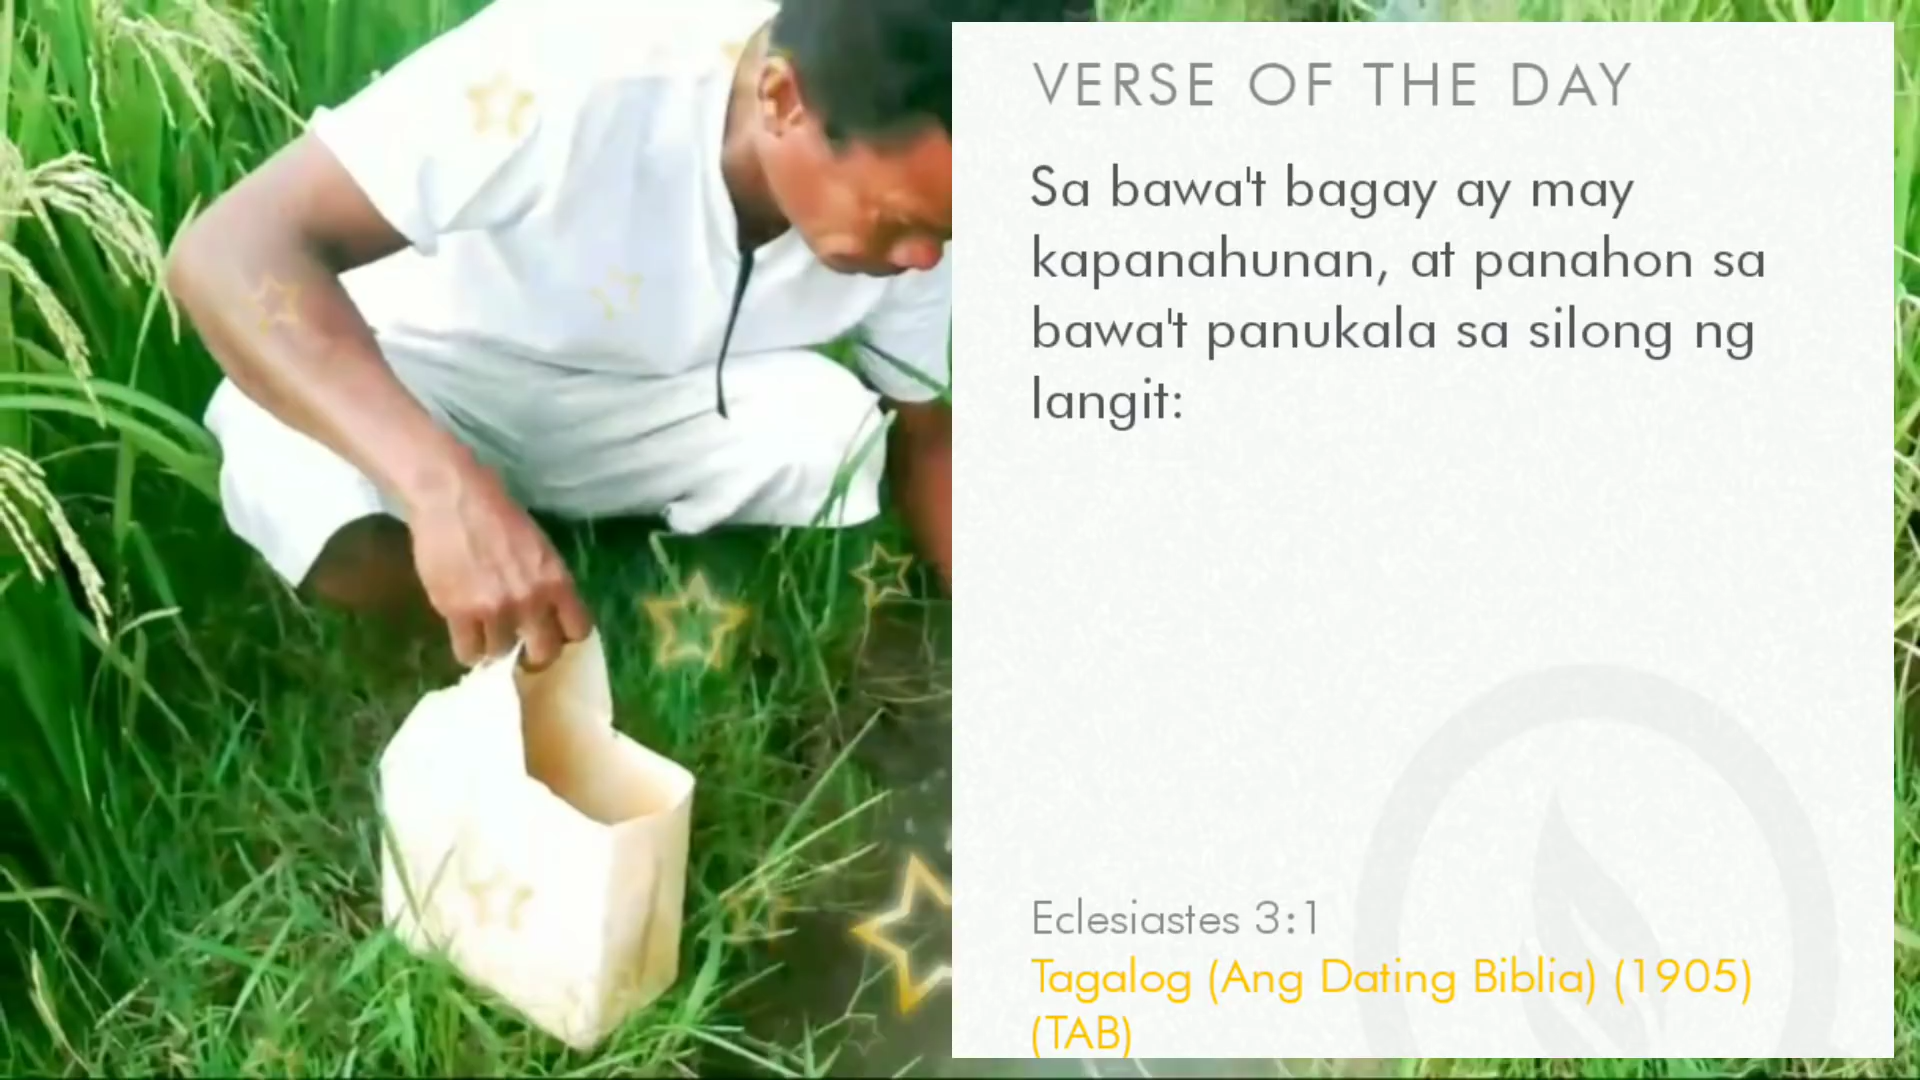 VERSE OF THE DAY
Sa bawa't bagay ay may
kapanahunan, at panahon sa
bawa't panukala sa silong ng
langit:
Eclesiastes 3:1
Tagalog (Ang Dating Biblia) (1905)
(TAB)